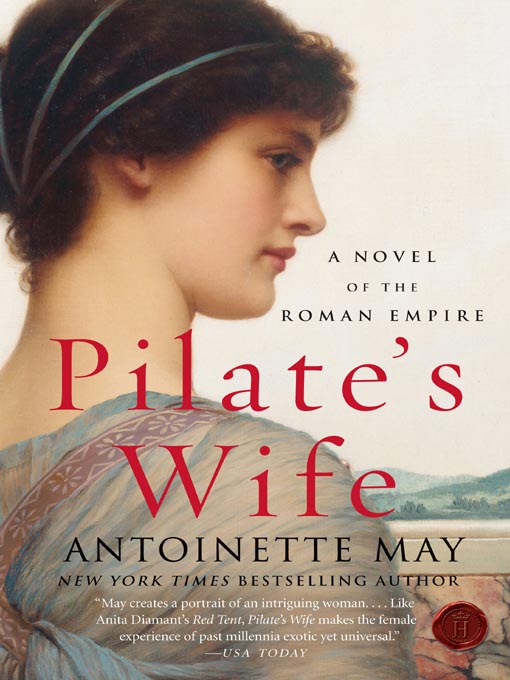 A NOVEL
OF THE
ROMAN EMPIRE
Pilate's
Wife
ANTOINETTE MAY
NEW YORK TIMES BESTSELLING AUTHOR
“May creates a portrait of an intriguing woman. . . . Like
Anita Diamant's Red Tent, Pilate's Wife makes the female
experience of past millennia exotic yet universal.”
—USA TODAY
H